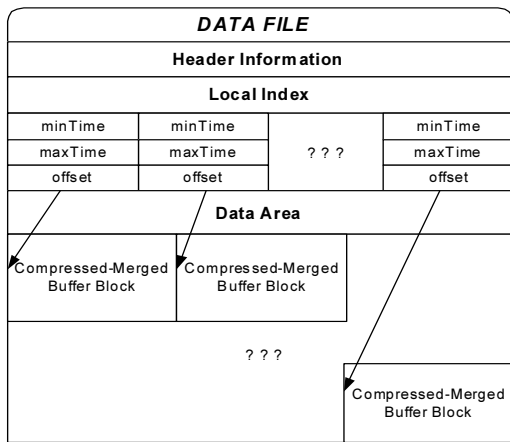 DATA FILE
Header Information
Local Index
minTime minTime minTime
maxTime maxTime ? ? ? maxTime
offset offset offset
Data Area
Compressed-Merged Compressed-Merged
Buffer Block Buffer Block
? ? ?
Compressed-Merged
Buffer Block